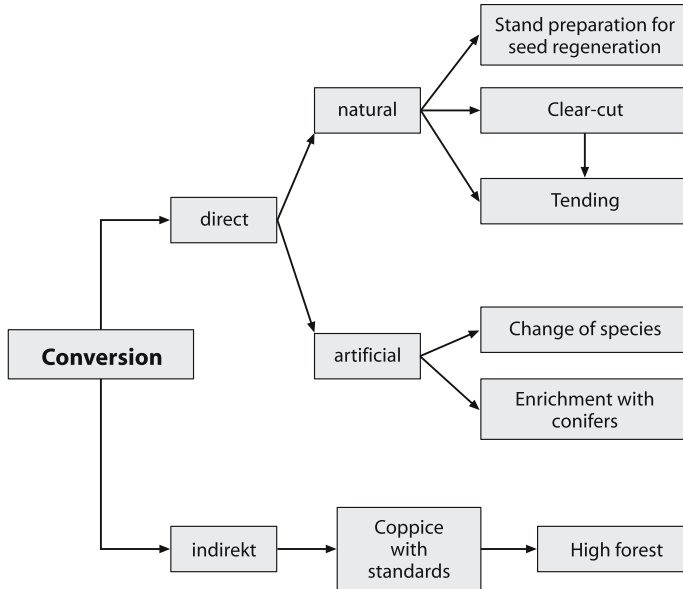 Stand preparation for
seed regeneration
natural
Clear-cut
Tending
direct
Conversion
artificial
Change of species
Enrichment with
conifers
indirekt
Coppice
with
standards
High forest